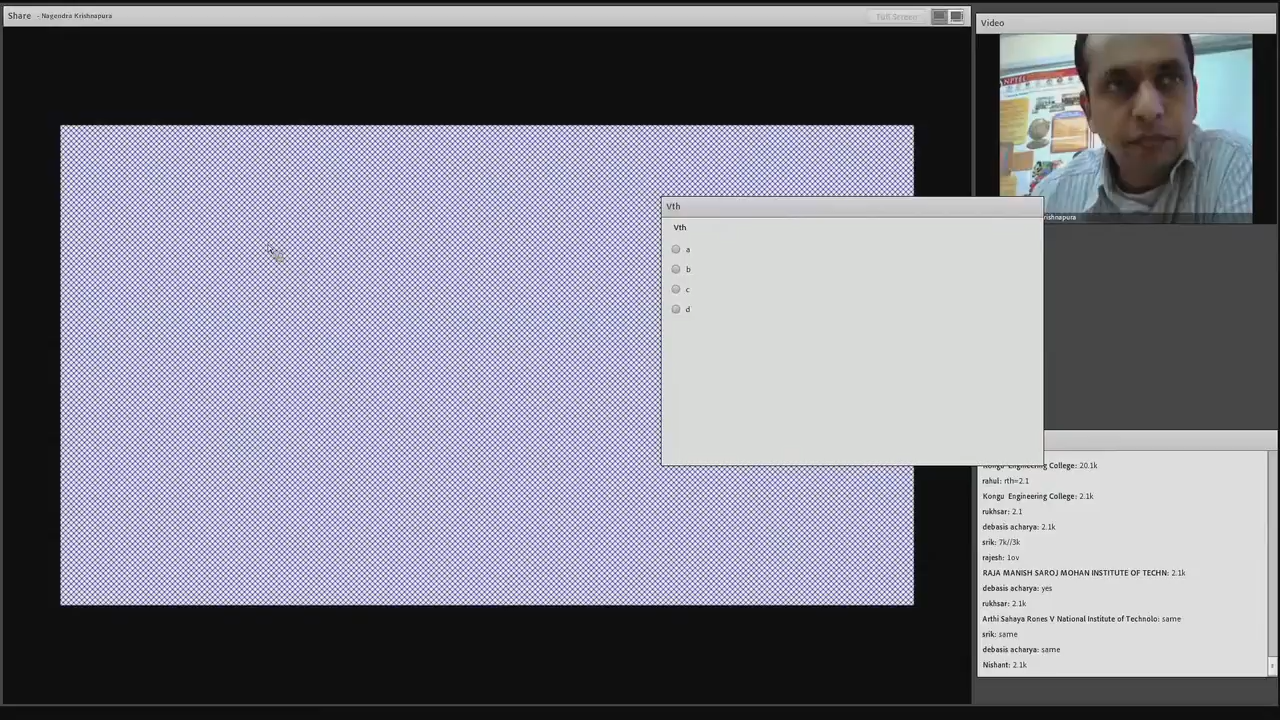 Share - Nagendra Krishnapura
Full Screen
Video
NPTEL
rishnapura
Vth
Vth
a
b
c
d
Kongu Engineering College: 20.1k
rahul: rth=2.1
Kongu Engineering College: 2.1k
rukhsar: 2.1
debasis acharya: 2.1k
srik: 7k//3k
rajesh: 1ov
RAJA MANISH SAROJ MOHAN INSTITUTE OF TECHN: 2.1k
debasis acharya: yes
rukhsar: 2.1k
Arthi Sahaya Rones V National Institute of Technolo: same
srik: same
debasis acharya: same
Nishant: 2.1k